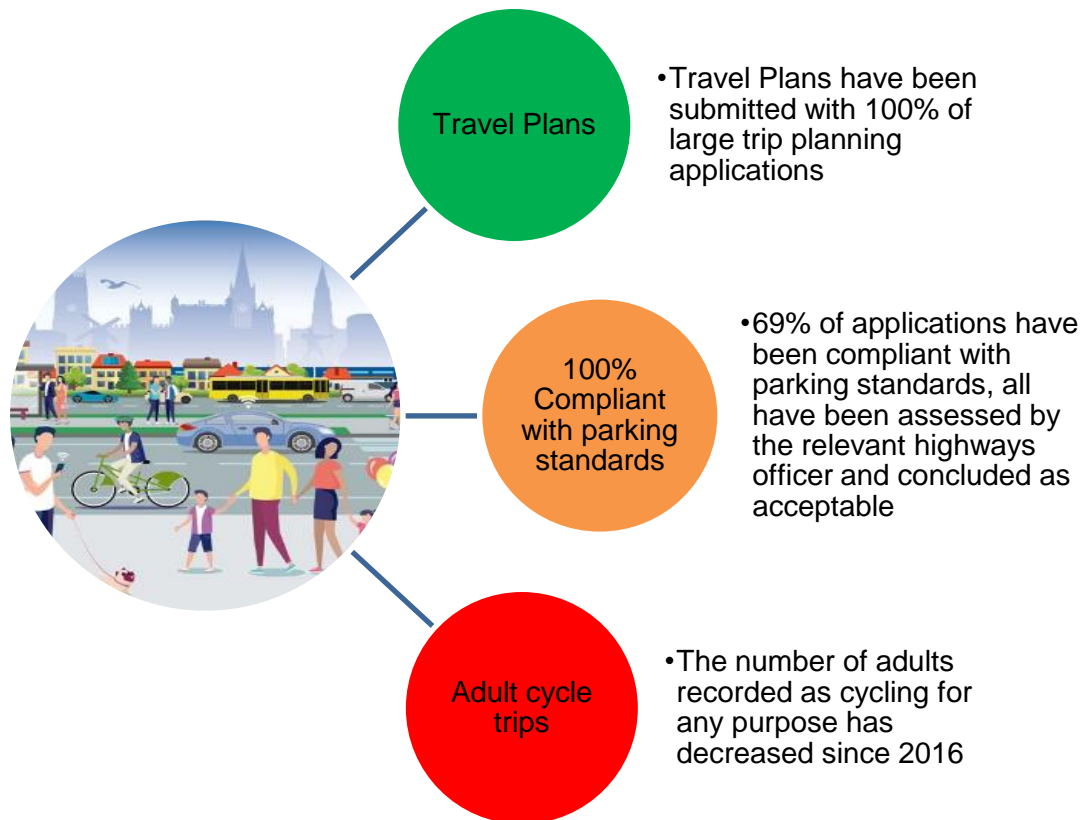 Travel Plans
•Travel Plans have been
submitted with 100% of
large trip planning
applications
100%
Compliant
with parking
standards
•69% of applications have
been compliant with
parking standards, all
have been assessed by
the relevant highways
officer and concluded as
acceptable
Adult cycle
trips
•The number of adults
recorded as cycling for
any purpose has
decreased since 2016